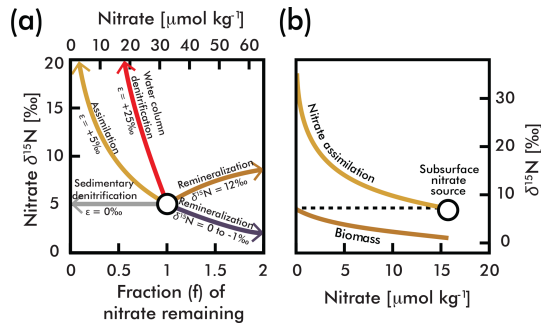 (a)
Nitrate [μmol kg⁻¹]
0 10 20 30 40 50 60
20
15
10
5
0
Nitrate δ¹⁵N [‰]
Assimilation
ε = +5‰
Water column
denitrification
ε = +25‰
Sedimentary
denitrification
ε = 0‰
Remineralization
δ¹⁵N = 12‰
Remineralization
δ¹⁵N = 0 to -1‰
0 0.5 1 1.5 2
Fraction (f) of
nitrate remaining
(b)
Nitrate assimilation
Subsurface
nitrate
source
Biomass
30
20
10
0
δ¹⁵N [‰]
0 5 10 15 20
Nitrate [μmol kg⁻¹]